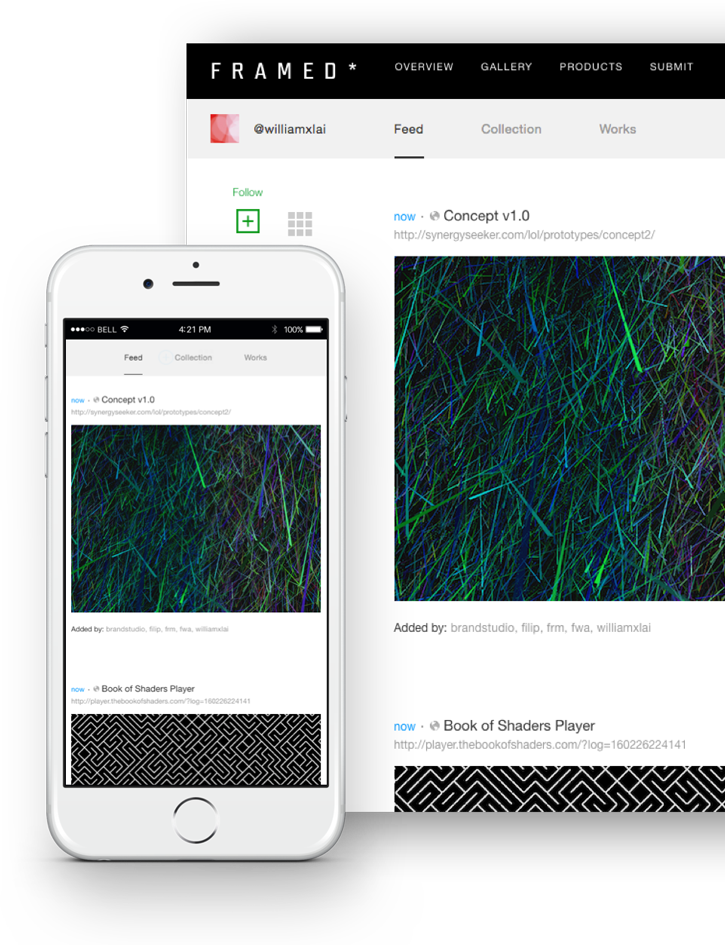 FRAMED*
OVERVIEW GALLERY PRODUCTS SUBMIT
@williamxlai Feed Collection Works
Follow
now · Concept v1.0
http://synergyseeker.com/lol/prototypes/concept2/
Added by: brandstudio, filip, frm, fwa, williamxlai
now · Book of Shaders Player
http://player.thebookofshaders.com/?log=160226224141
BELL 4:21 PM 100%
Feed Collection Works
now · Concept v1.0
http://synergyseeker.com/lol/prototypes/concept2/
Added by: brandstudio, filip, frm, fwa, williamxlai
now · Book of Shaders Player
http://player.thebookofshaders.com/?log=160226224141